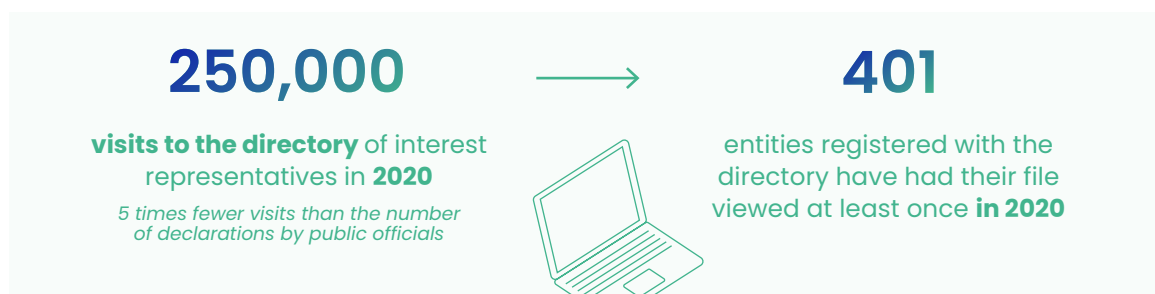 250,000
visits to the directory of interest
representatives in 2020
5 times fewer visits than the number
of declarations by public officials
401
entities registered with the
directory have had their file
viewed at least once in 2020